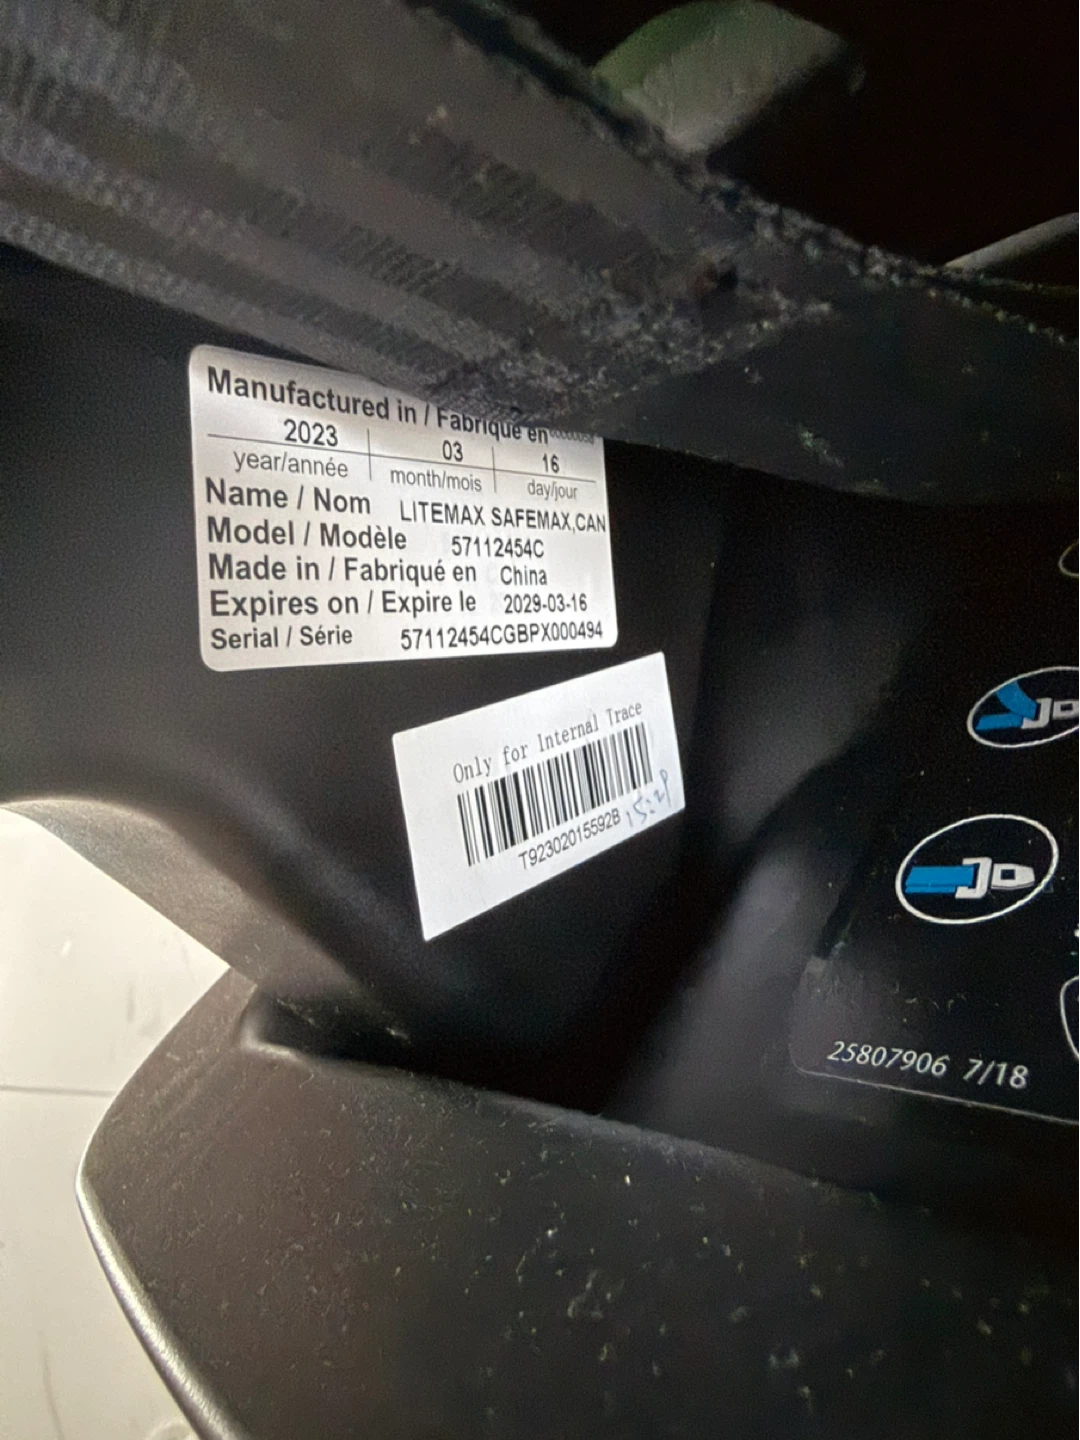 Manufactured in / Fabriqué en
2023 03 16
year/année month/mois day/jour
Name / Nom LITEMAX SAFEMAX,CAN
Model / Modèle 57112454C
Made in / Fabriqué en China
Expires on / Expire le 2029-03-16
Serial / Série 57112454CGBPX000494
Only for Internal Trace
T92302015592B
25807906 7/18